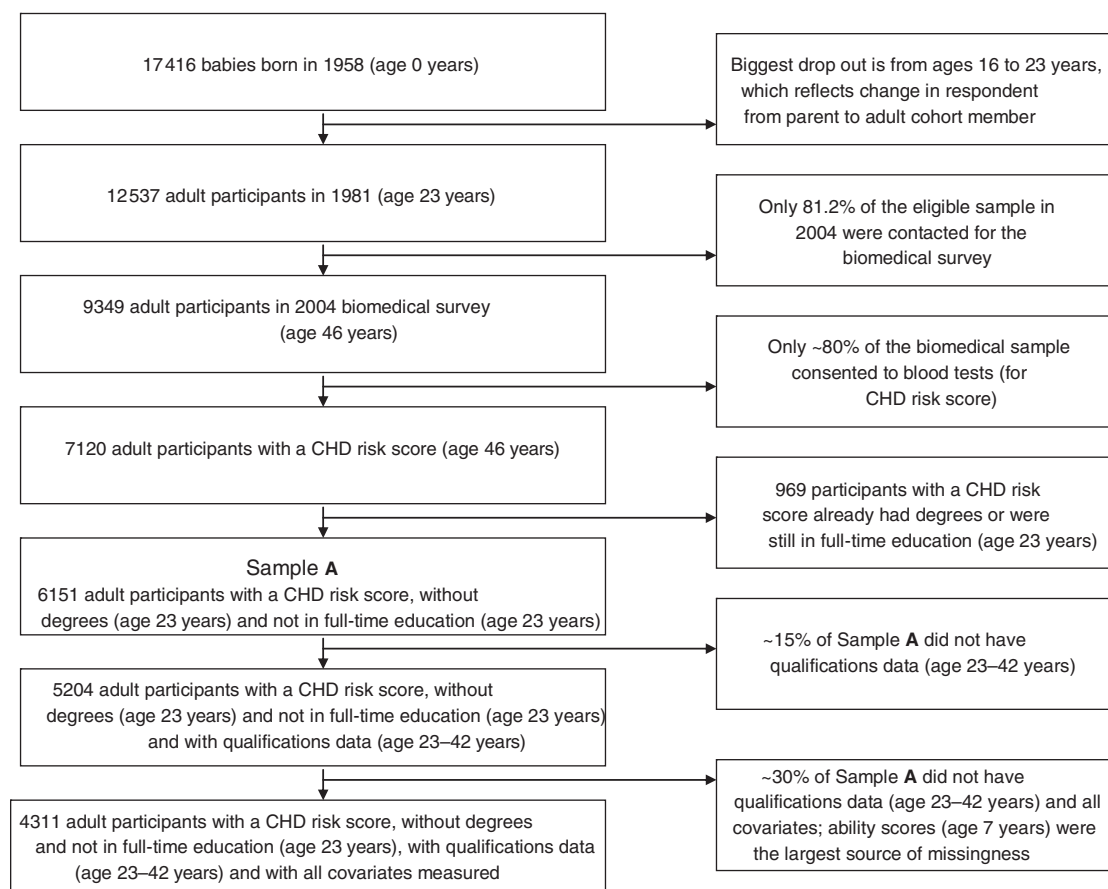 17 416 babies born in 1958 (age 0 years)
Biggest drop out is from ages 16 to 23 years,
which reflects change in respondent
from parent to adult cohort member
12 537 adult participants in 1981 (age 23 years)
Only 81.2% of the eligible sample in
2004 were contacted for the
biomedical survey
9349 adult participants in 2004 biomedical survey
(age 46 years)
Only ~80% of the biomedical sample
consented to blood tests (for
CHD risk score)
7120 adult participants with a CHD risk score (age 46 years)
969 participants with a CHD risk
score already had degrees or were
still in full-time education (age 23 years)
Sample A
6151 adult participants with a CHD risk score, without
degrees (age 23 years) and not in full-time education (age 23 years)
~15% of Sample A did not have
qualifications data (age 23–42 years)
5204 adult participants with a CHD risk score, without
degrees (age 23 years) and not in full-time education (age 23 years)
and with qualifications data (age 23–42 years)
~30% of Sample A did not have
qualifications data (age 23–42 years) and all
covariates; ability scores (age 7 years) were
the largest source of missingness
4311 adult participants with a CHD risk score, without degrees
and not in full-time education (age 23 years), with qualifications data
(age 23–42 years) and with all covariates measured